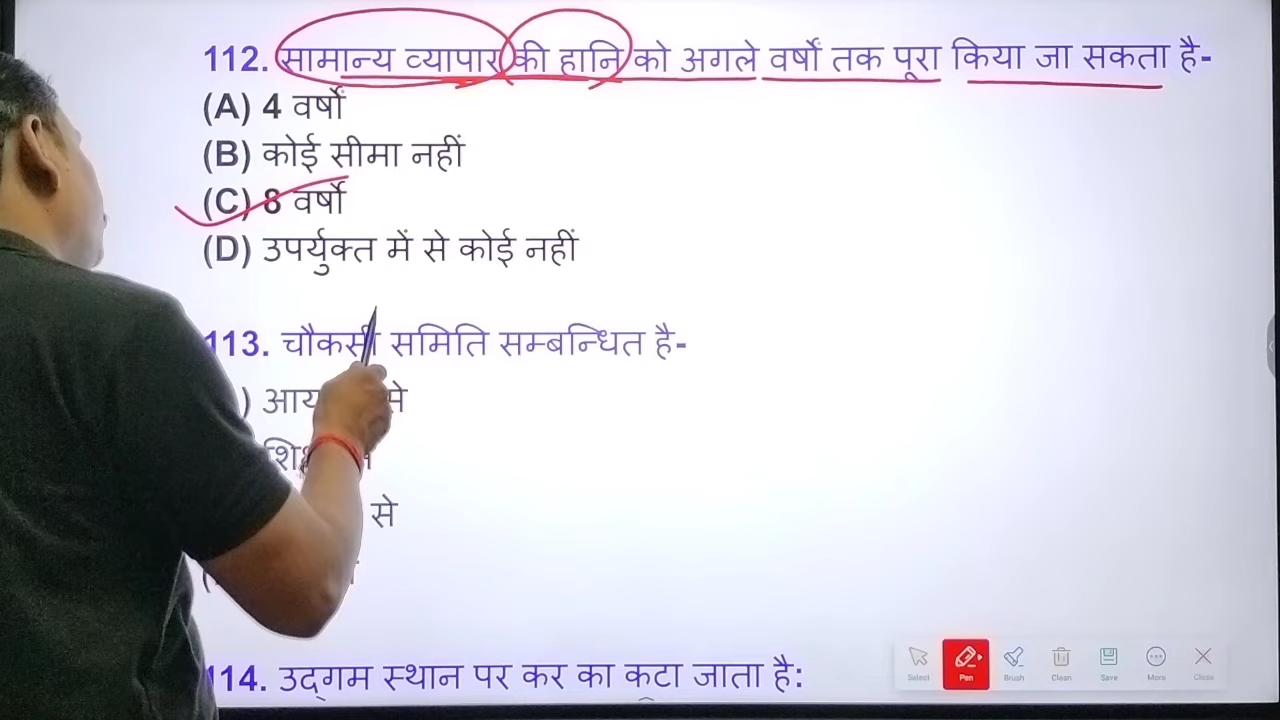 112. सामान्य व्यापार की हानि को अगले वर्षों तक पूरा किया जा सकता है-
(A) 4 वर्षों
(B) कोई सीमा नहीं
(C) 8 वर्षों
(D) उपर्युक्त में से कोई नहीं
113. चौकसी समिति सम्बन्धित है-
) से
से
114. उद्गम स्थान पर कर का कटा जाता है:
Select Pen Brush Clean Save More Close